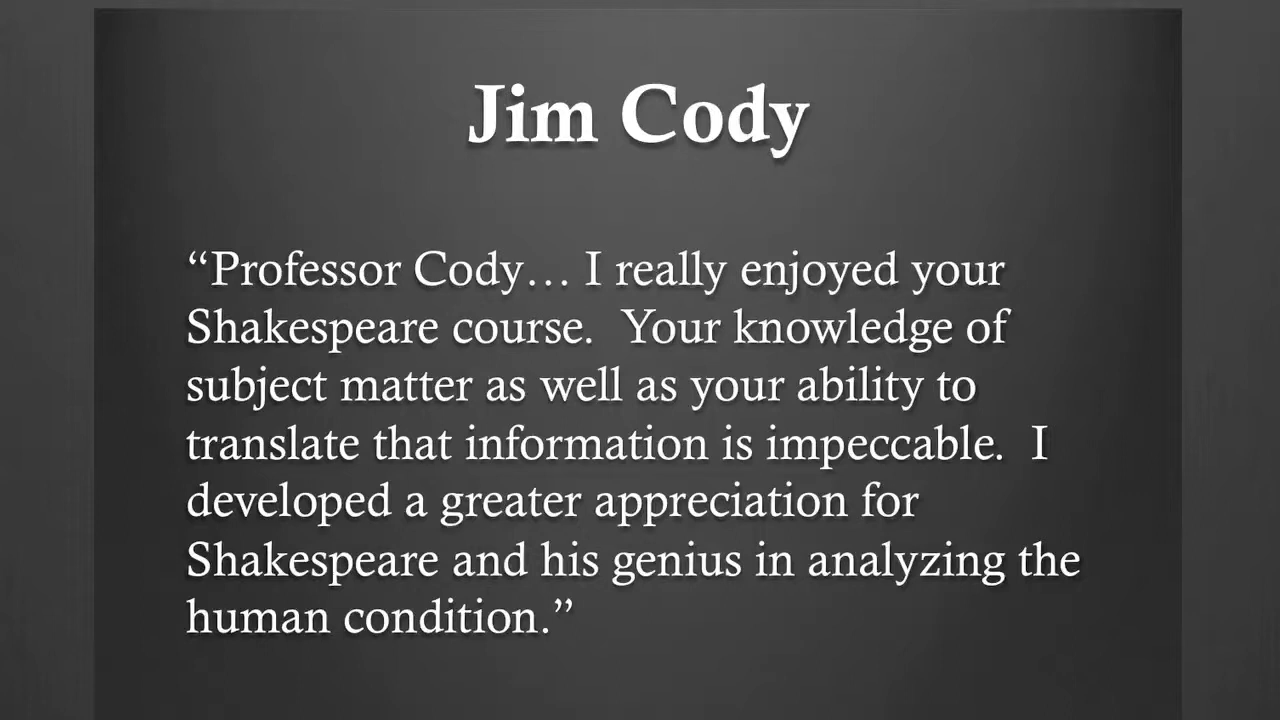 Jim Cody
“Professor Cody… I really enjoyed your
Shakespeare course.  Your knowledge of
subject matter as well as your ability to
translate that information is impeccable.  I
developed a greater appreciation for
Shakespeare and his genius in analyzing the
human condition.”